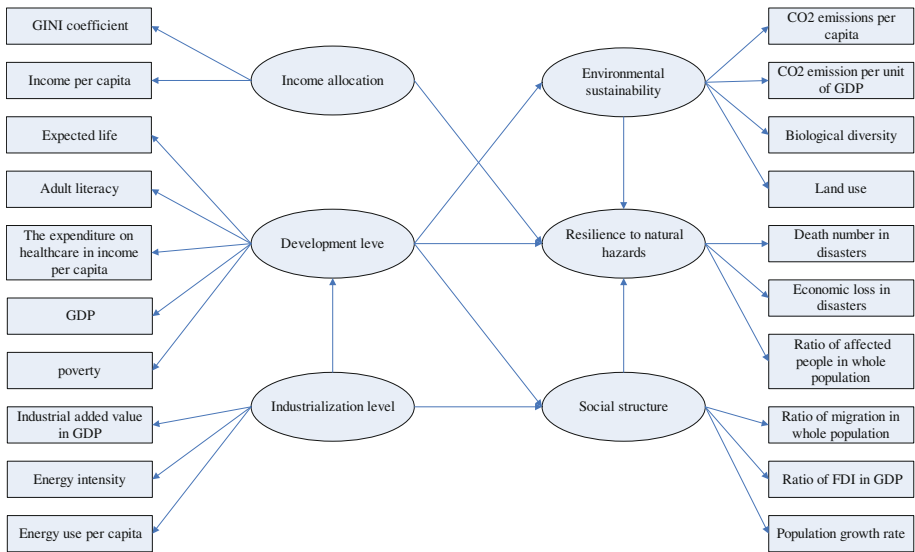 GINI coefficient
Income per capita
Expected life
Adult literacy
The expenditure on
healthcare in income
per capita
GDP
poverty
Industrial added value
in GDP
Energy intensity
Energy use per capita
Income allocation
Development leve
Industrialization level
Environmental
sustainability
Resilience to natural
hazards
Social structure
CO2 emissions per
capita
CO2 emission per unit
of GDP
Biological diversity
Land use
Death number in
disasters
Economic loss in
disasters
Ratio of affected
people in whole
population
Ratio of migration in
whole population
Ratio of FDI in GDP
Population growth rate